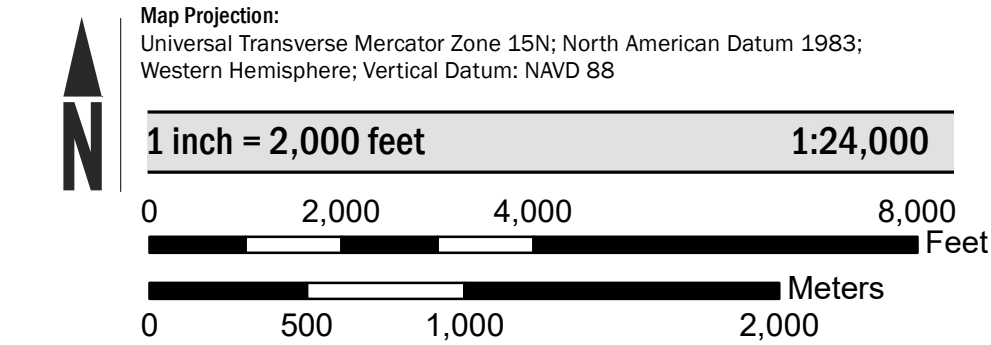 Map Projection:
Universal Transverse Mercator Zone 15N; North American Datum 1983;
Western Hemisphere; Vertical Datum: NAVD 88
N
1 inch = 2,000 feet 1:24,000
0 2,000 4,000 8,000
Feet
Meters
0 500 1,000 2,000